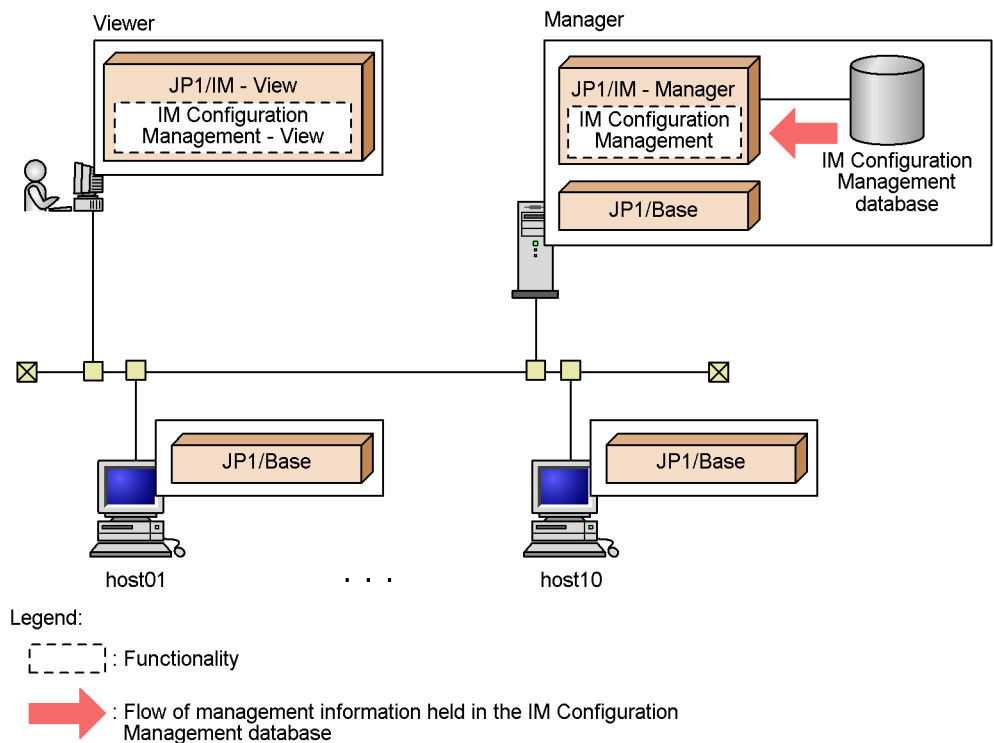 Viewer
JP1/IM - View
IM Configuration
Management - View
Manager
JP1/IM - Manager
IM Configuration
Management
IM Configuration
Management
database
JP1/Base
JP1/Base
JP1/Base
host01
. . .
host10
Legend:
: Functionality
: Flow of management information held in the IM Configuration
Management database